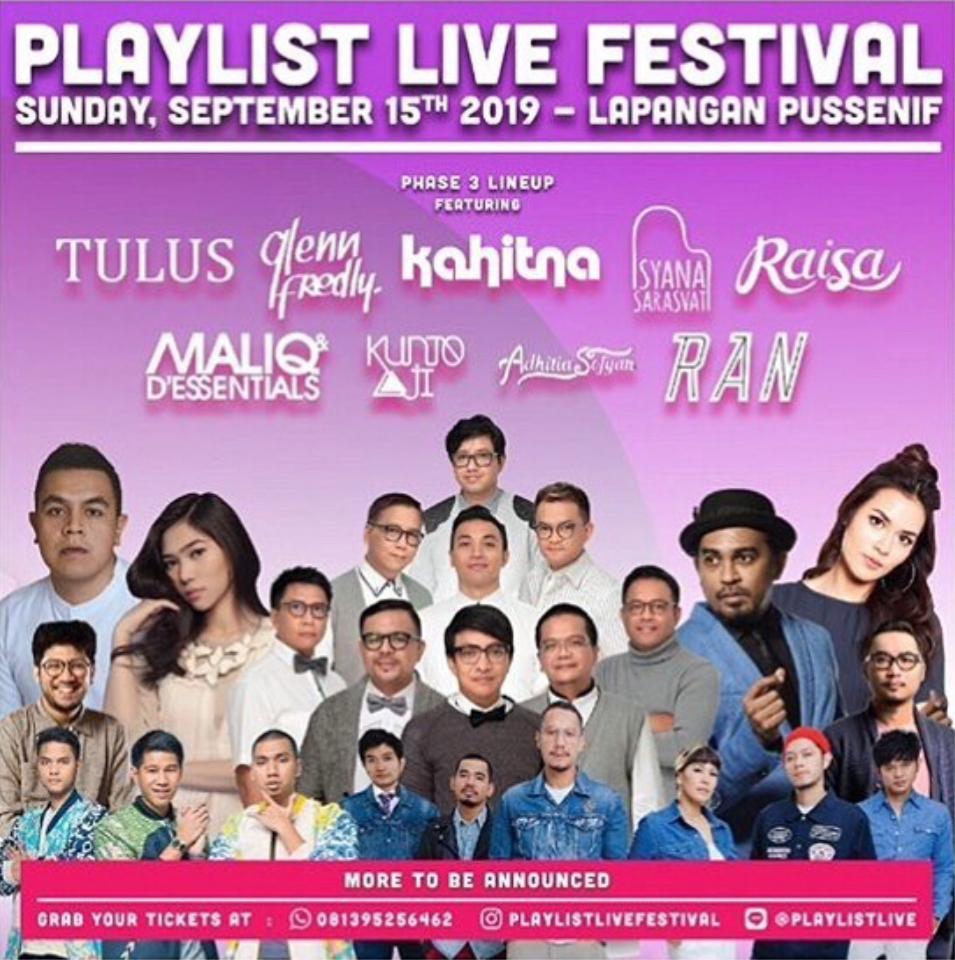 PLAYLIST LIVE FESTIVAL
SUNDAY, SEPTEMBER 15TH 2019 – LAPANGAN PUSSENIF
PHASE 3 LINEUP
FEATURING
TULUS glenn fredly. kahitna ISYANA SARASVATI Raisa
MALIQ & D'ESSENTIALS KUNTO AJI Adhitia Sofyan RAN
MORE TO BE ANNOUNCED
GRAB YOUR TICKETS AT : 081395256462 PLAYLISTLIVEFESTIVAL @PLAYLISTLIVE